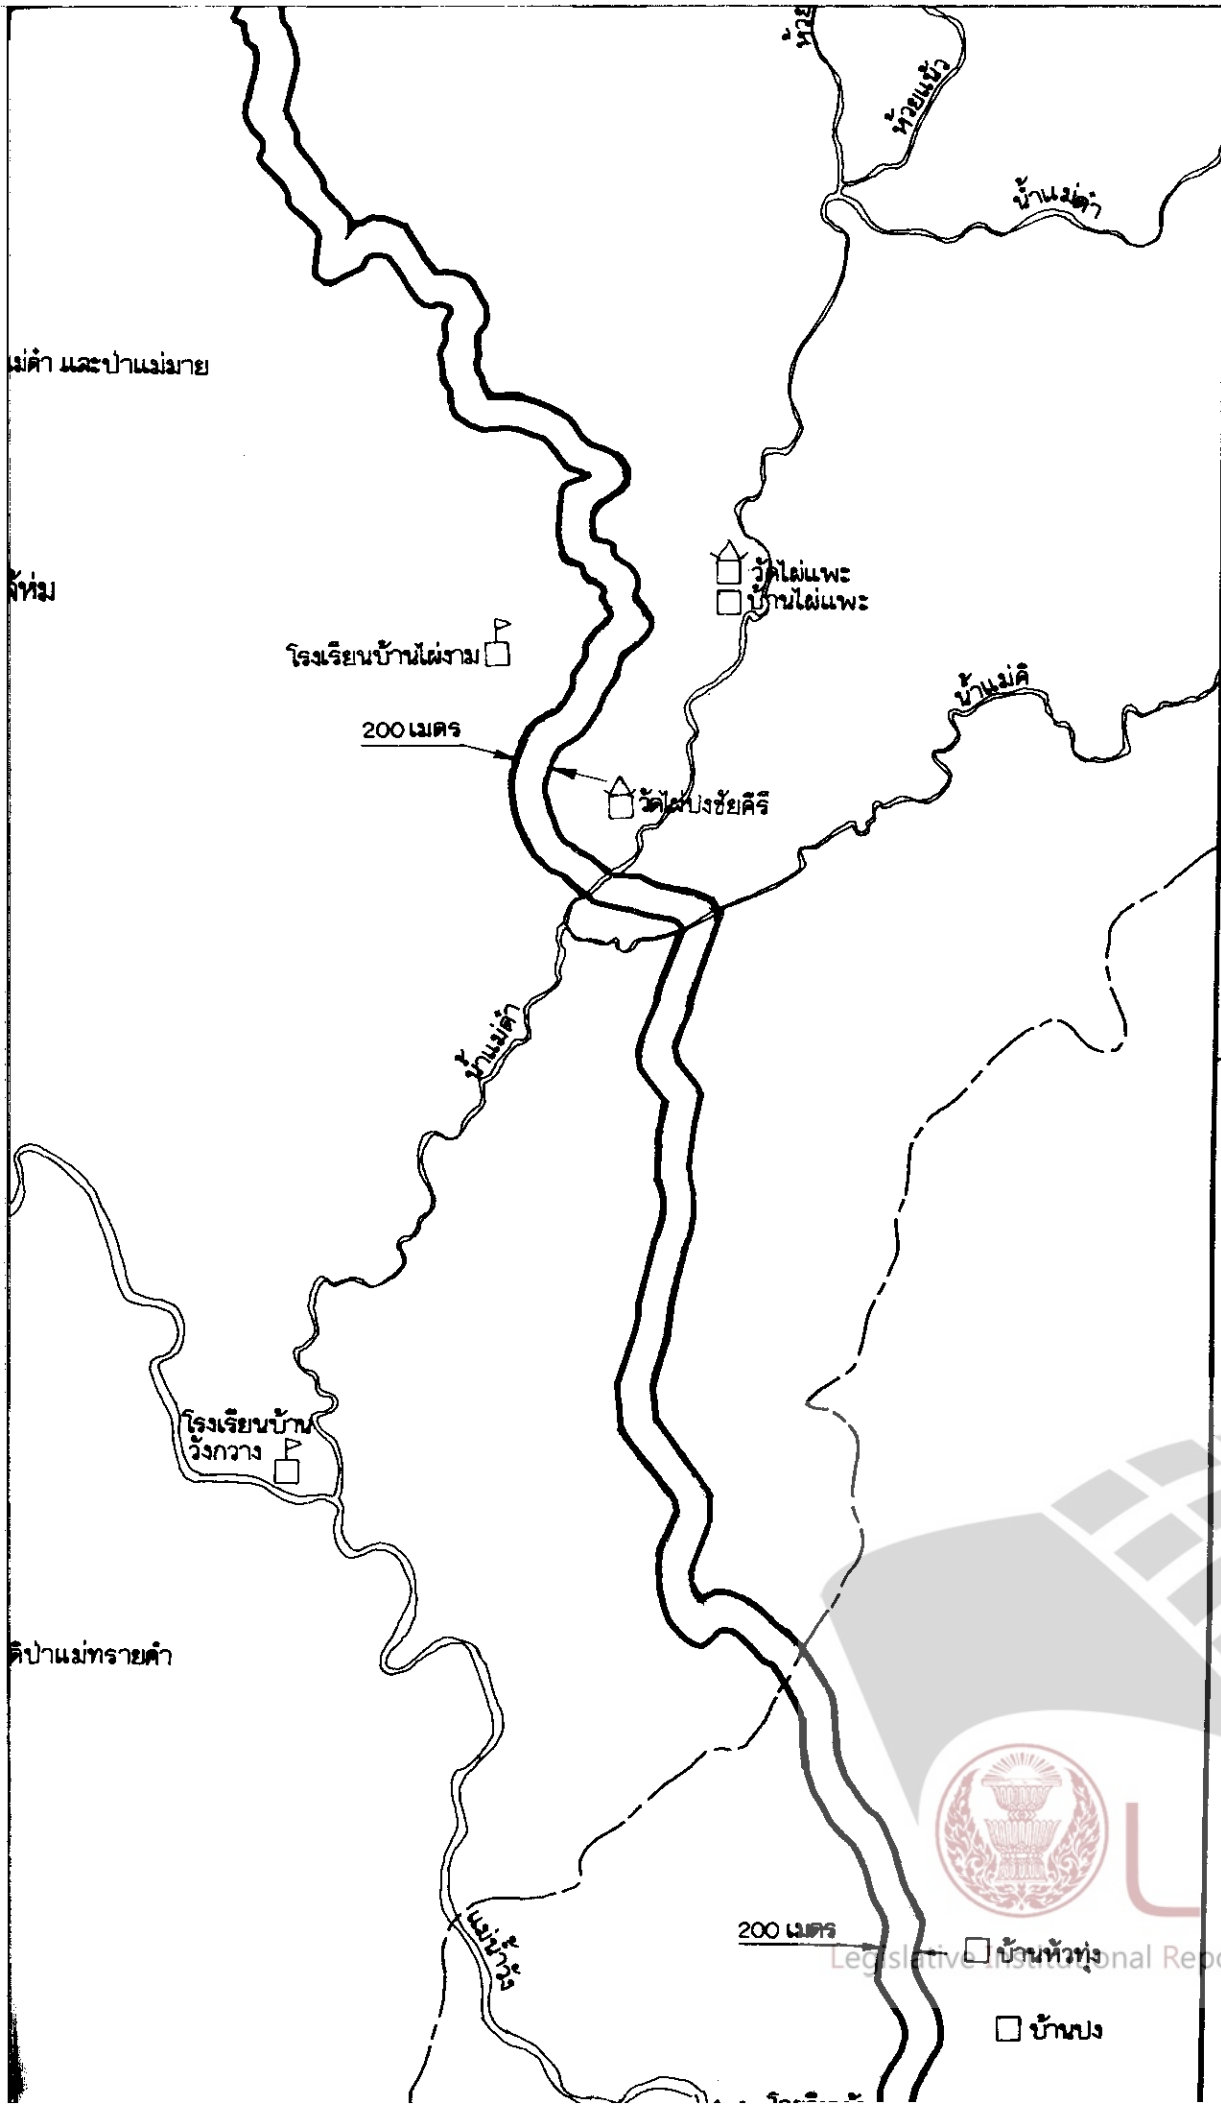 ห้วย
ห้วยแน้ว
น้ำแม่ต๋ำ
แม่ต๋ำ และป่าแม่มาย
วัดไผ่แพะ
บ้านไผ่แพะ
โรงเรียนบ้านไผ่งาม
น้ำแม่คิ
200 เมตร
วัดไผ่บงชัยคีรี
น้ำแม่ต๋ำ
โรงเรียนบ้าน
วังกวาง
ป่าแม่ทรายคำ
แม่น้ำวัง
200 เมตร
บ้านหัวทุ่ง
Legislative Institutional Repo
บ้านปง